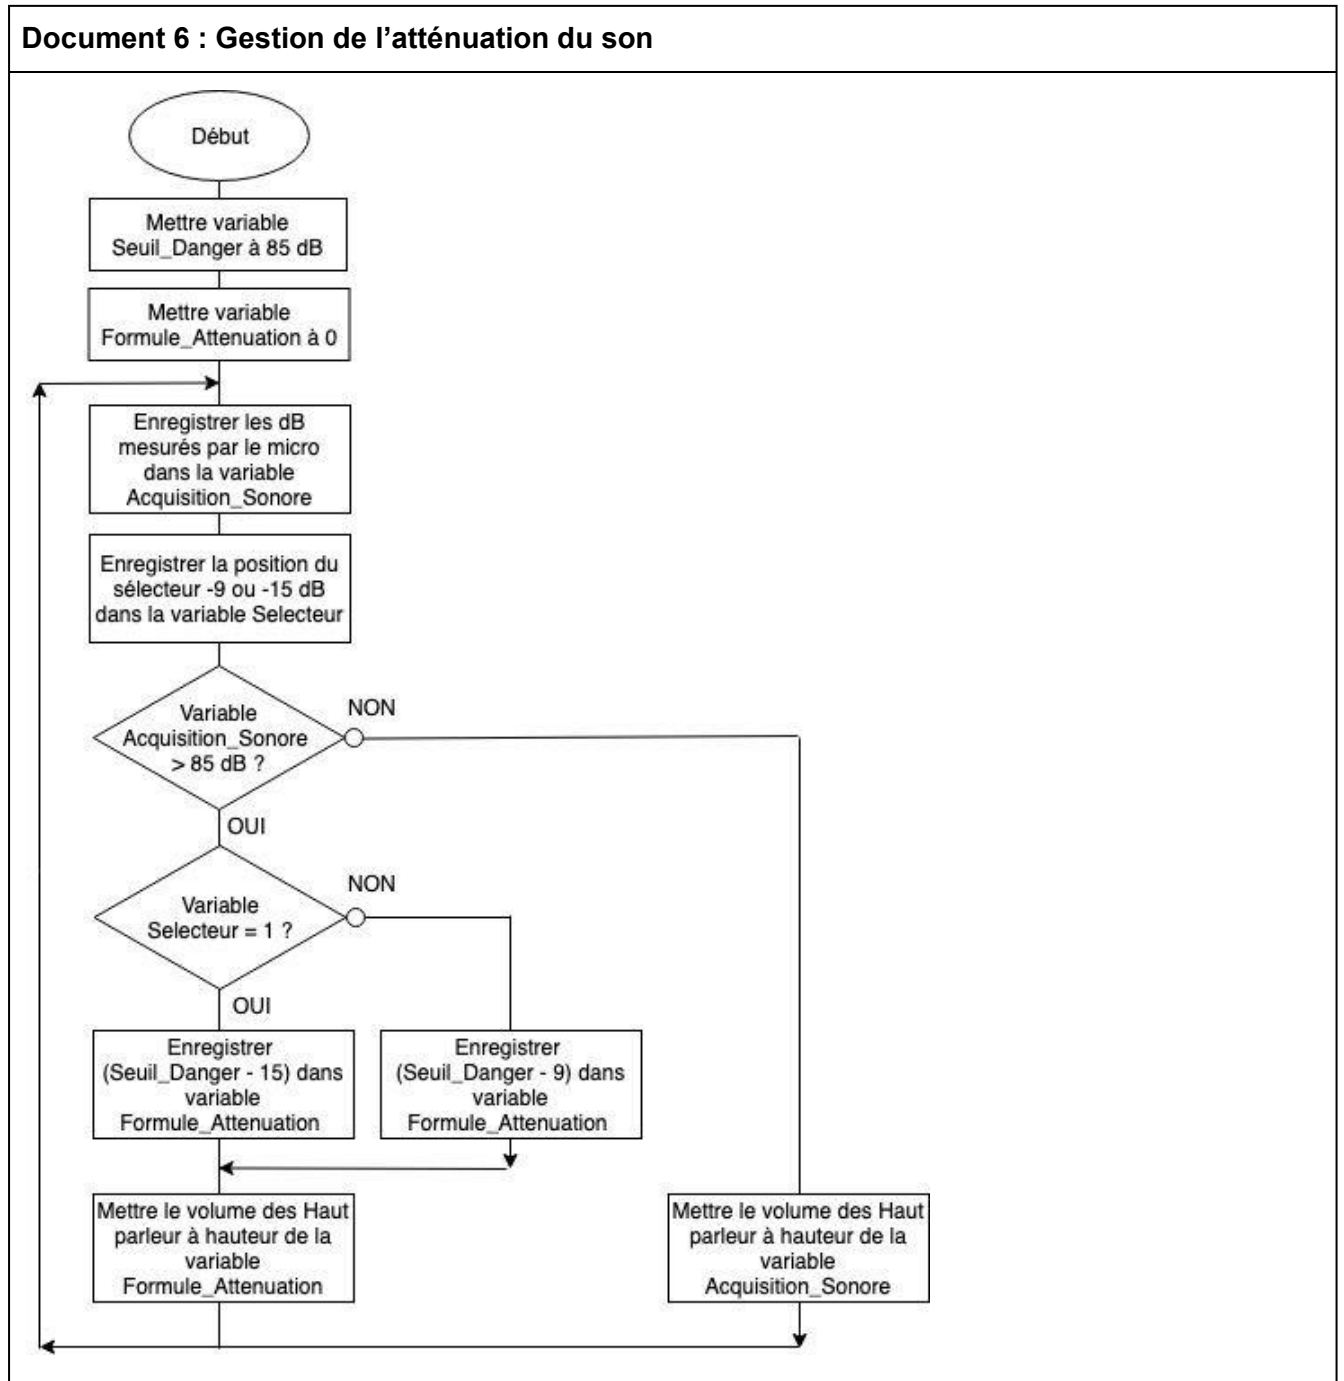 Document 6 : Gestion de l’atténuation du son
Début
Mettre variable
Seuil_Danger à 85 dB
Mettre variable
Formule_Attenuation à 0
Enregistrer les dB
mesurés par le micro
dans la variable
Acquisition_Sonore
Enregistrer la position du
sélecteur -9 ou -15 dB
dans la variable Selecteur
Variable
Acquisition_Sonore
> 85 dB ?
NON
OUI
Variable
Selecteur = 1 ?
NON
OUI
Enregistrer
(Seuil_Danger - 15) dans
variable
Formule_Attenuation
Enregistrer
(Seuil_Danger - 9) dans
variable
Formule_Attenuation
Mettre le volume des Haut
parleur à hauteur de la
variable
Formule_Attenuation
Mettre le volume des Haut
parleur à hauteur de la
variable
Acquisition_Sonore